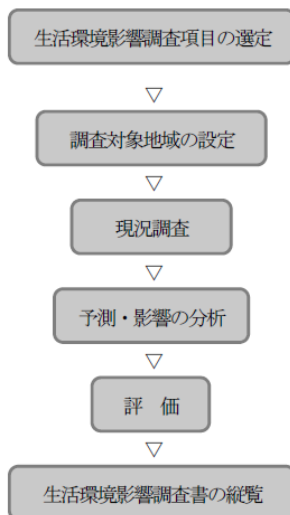 生活環境影響調査項目の選定
▽
調査対象地域の設定
▽
現況調査
▽
予測・影響の分析
▽
評　価
▽
生活環境影響調査書の縦覧